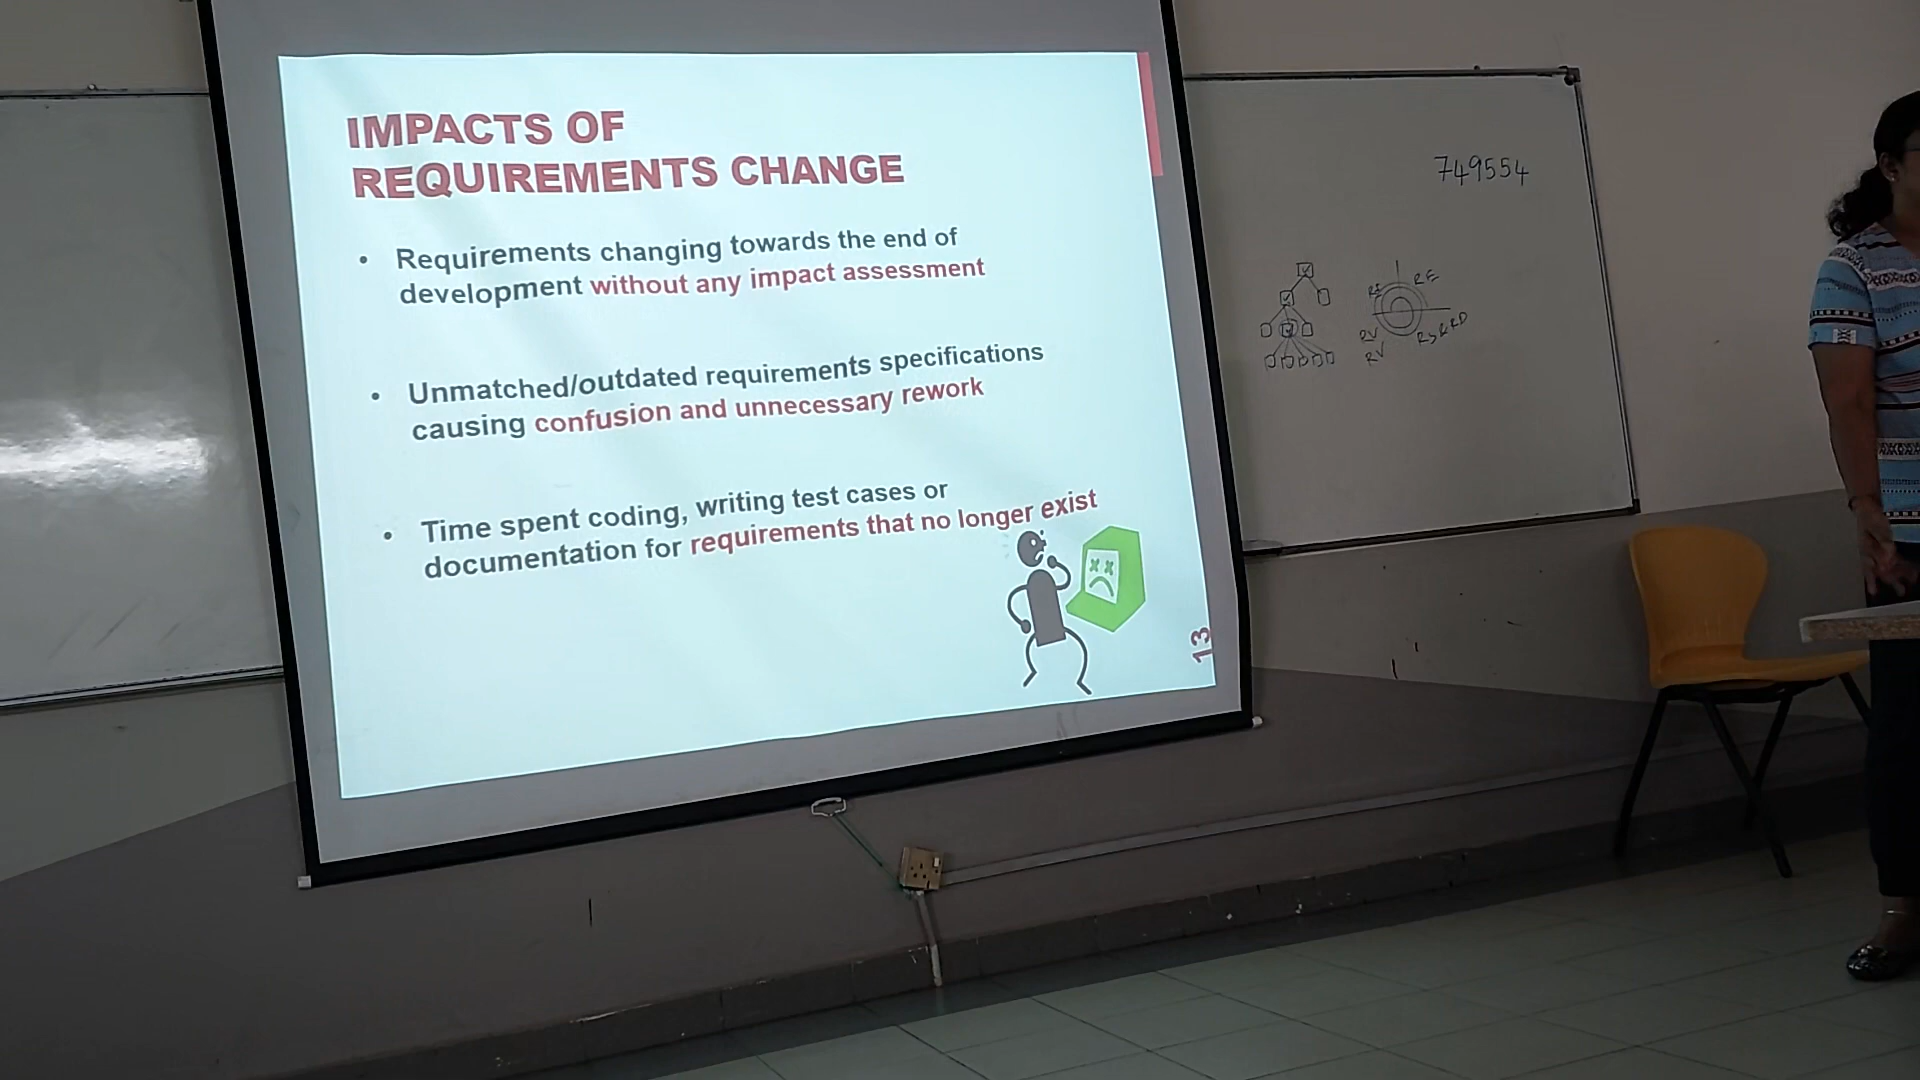 IMPACTS OF
REQUIREMENTS CHANGE
• Requirements changing towards the end of
development without any impact assessment
• Unmatched/outdated requirements specifications
causing confusion and unnecessary rework
• Time spent coding, writing test cases or
documentation for requirements that no longer exist
13
749554
RE
RV
RV